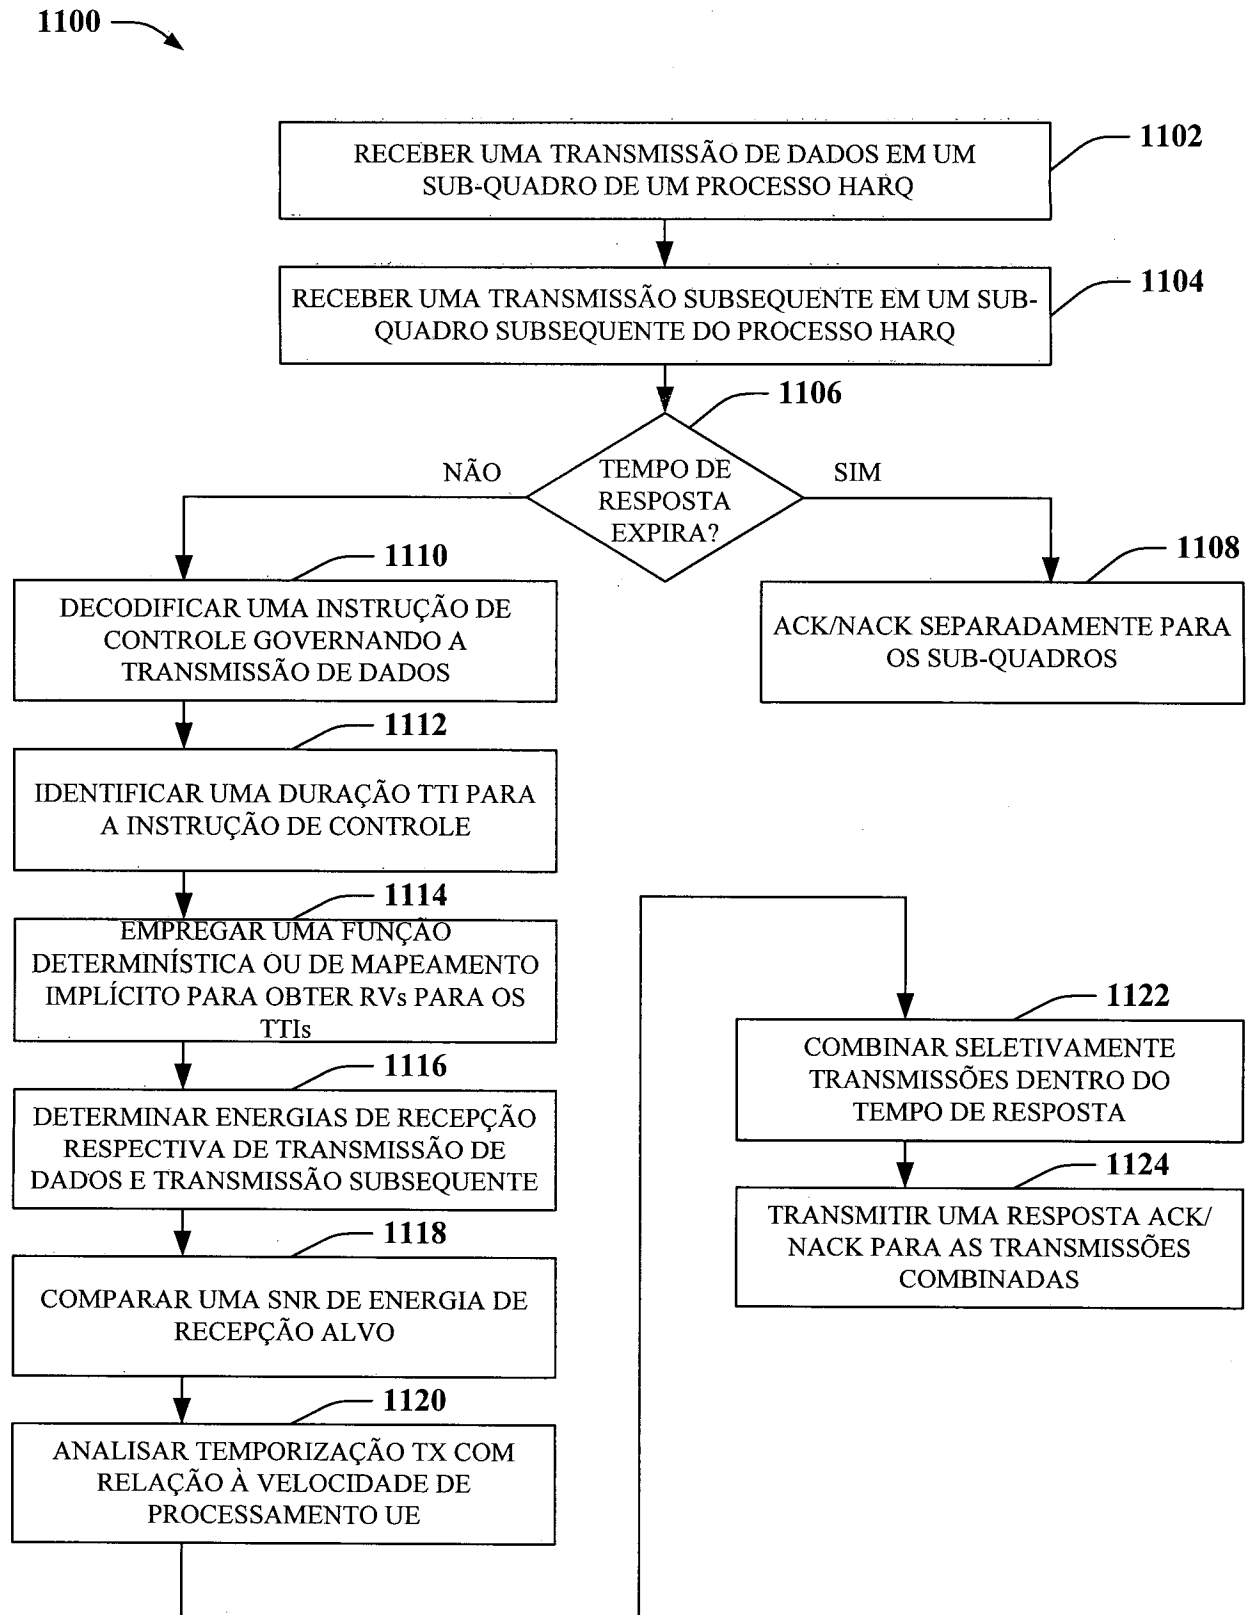 1100
1102
RECEBER UMA TRANSMISSÃO DE DADOS EM UM
SUB-QUADRO DE UM PROCESSO HARQ
1104
RECEBER UMA TRANSMISSÃO SUBSEQUENTE EM UM SUB-
QUADRO SUBSEQUENTE DO PROCESSO HARQ
1106
NÃO
TEMPO DE
RESPOSTA
EXPIRA?
SIM
1108
ACK/NACK SEPARADAMENTE PARA
OS SUB-QUADROS
1110
DECODIFICAR UMA INSTRUÇÃO DE
CONTROLE GOVERNANDO A
TRANSMISSÃO DE DADOS
1112
IDENTIFICAR UMA DURAÇÃO TTI PARA
A INSTRUÇÃO DE CONTROLE
1114
EMPREGAR UMA FUNÇÃO
DETERMINÍSTICA OU DE MAPEAMENTO
IMPLÍCITO PARA OBTER RVs PARA OS
TTIs
1116
DETERMINAR ENERGIAS DE RECEPÇÃO
RESPECTIVA DE TRANSMISSÃO DE
DADOS E TRANSMISSÃO SUBSEQUENTE
1118
COMPARAR UMA SNR DE ENERGIA DE
RECEPÇÃO ALVO
1120
ANALISAR TEMPORIZAÇÃO TX COM
RELAÇÃO À VELOCIDADE DE
PROCESSAMENTO UE
1122
COMBINAR SELETIVAMENTE
TRANSMISSÕES DENTRO DO
TEMPO DE RESPOSTA
1124
TRANSMITIR UMA RESPOSTA ACK/
NACK PARA AS TRANSMISSÕES
COMBINADAS